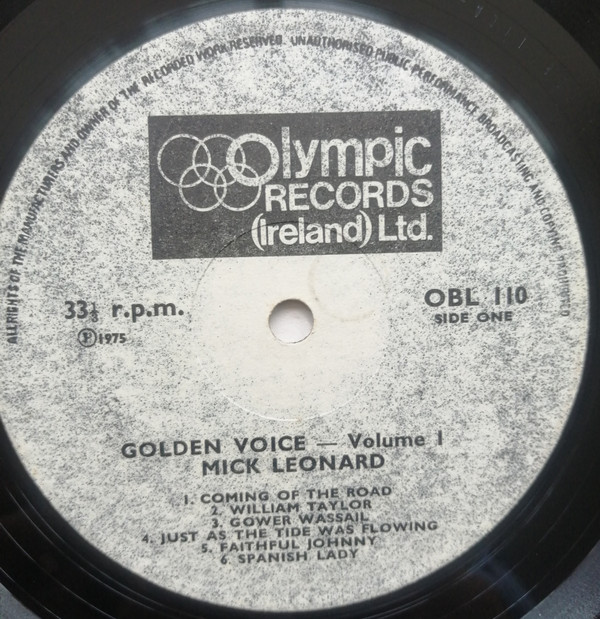 ALL RIGHTS OF THE MANUFACTURERS AND OWNER OF THE RECORDED WORK RESERVED. UNAUTHORISED PUBLIC PERFORMANCE BROADCASTING AND COPYING PROHIBITED
Olympic
RECORDS
(Ireland) Ltd.
33⅓ r.p.m.
Ⓟ1975
OBL 110
SIDE ONE
GOLDEN VOICE — Volume 1
MICK LEONARD
1. COMING OF THE ROAD
2. WILLIAM TAYLOR
3. GOWER WASSAIL
4. JUST AS THE TIDE WAS FLOWING
5. FAITHFUL JOHNNY
6 SPANISH LADY